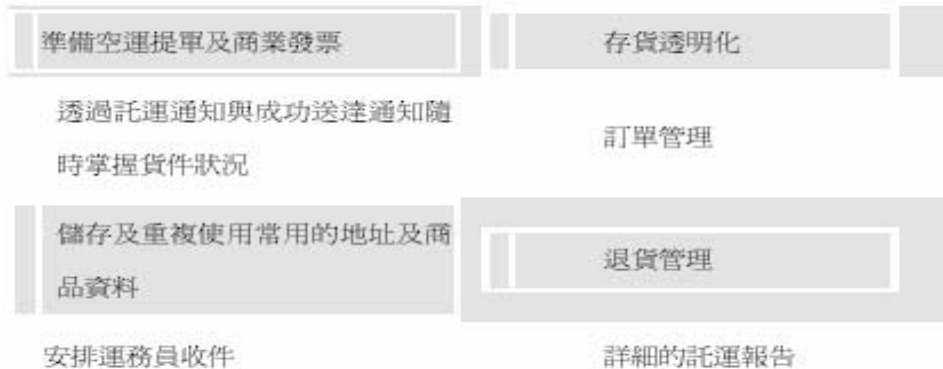 準備空運提單及商業發票
存貨透明化
透過託運通知與成功送達通知隨
時掌握貨件狀況
訂單管理
儲存及重複使用常用的地址及商
品資料
退貨管理
安排運務員收件
詳細的託運報告